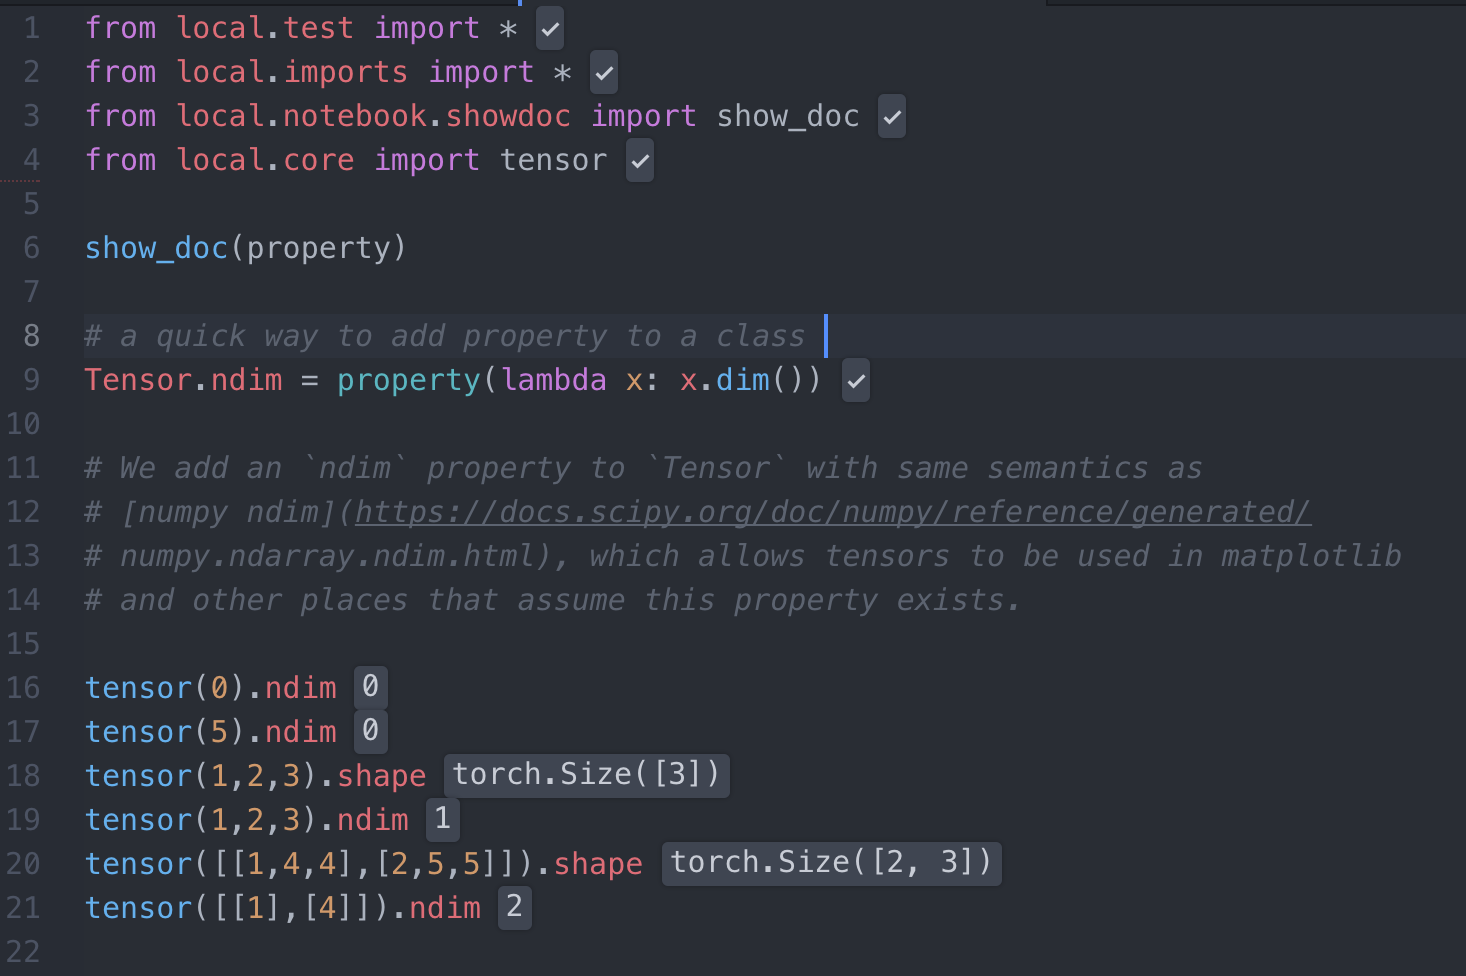 1 from local.test import * ✓
2 from local.imports import * ✓
3 from local.notebook.showdoc import show_doc ✓
4 from local.core import tensor ✓
5
6 show_doc(property)
7
8 # a quick way to add property to a class
9 Tensor.ndim = property(lambda x: x.dim()) ✓
10
11 # We add an `ndim` property to `Tensor` with same semantics as
12 # [numpy ndim](https://docs.scipy.org/doc/numpy/reference/generated/
13 # numpy.ndarray.ndim.html), which allows tensors to be used in matplotlib
14 # and other places that assume this property exists.
15
16 tensor(0).ndim 0
17 tensor(5).ndim 0
18 tensor(1,2,3).shape torch.Size([3])
19 tensor(1,2,3).ndim 1
20 tensor([[1,4,4],[2,5,5]]).shape torch.Size([2, 3])
21 tensor([[1],[4]]).ndim 2
22